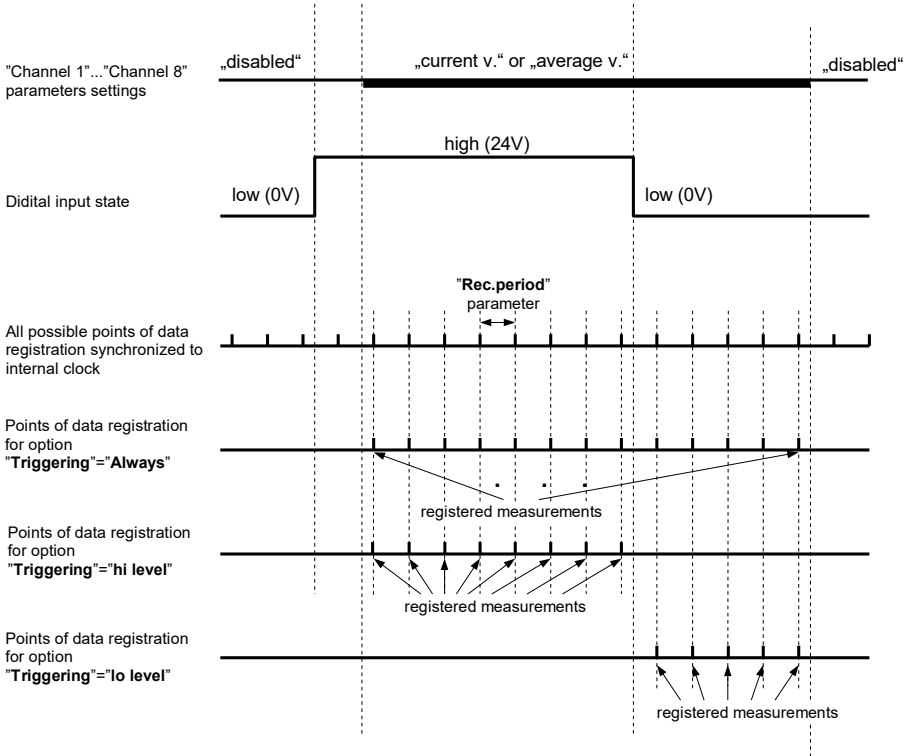 „disabled“
„current v.“ or „average v.“
„disabled“
”Channel 1”...”Channel 8”
parameters settings
high (24V)
low (0V)
low (0V)
Didital input state
”Rec.period”
parameter
All possible points of data
registration synchronized to
internal clock
Points of data registration
for option
”Triggering”=”Always”
. . .
registered measurements
Points of data registration
for option
”Triggering”=”hi level”
registered measurements
Points of data registration
for option
”Triggering”=”lo level”
registered measurements